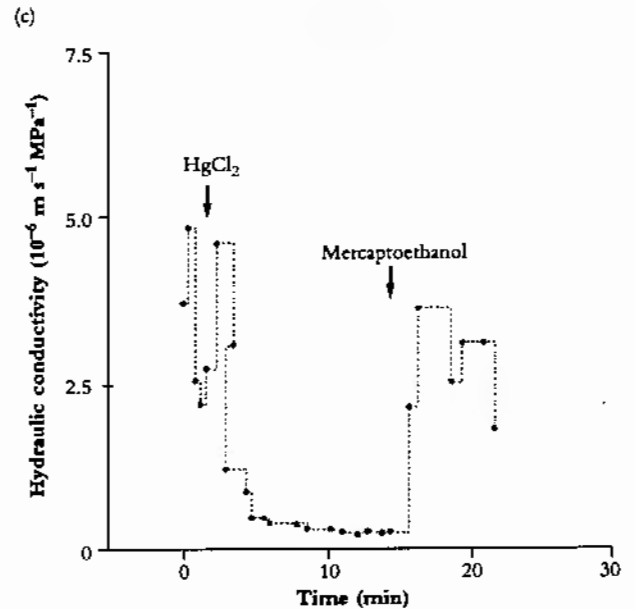 (c)
7.5
HgCl₂
5.0
Mercaptoethanol
2.5
0
0 10 20 30
Time (min)
Hydraulic conductivity (10⁻⁶ m s⁻¹ MPa⁻¹)